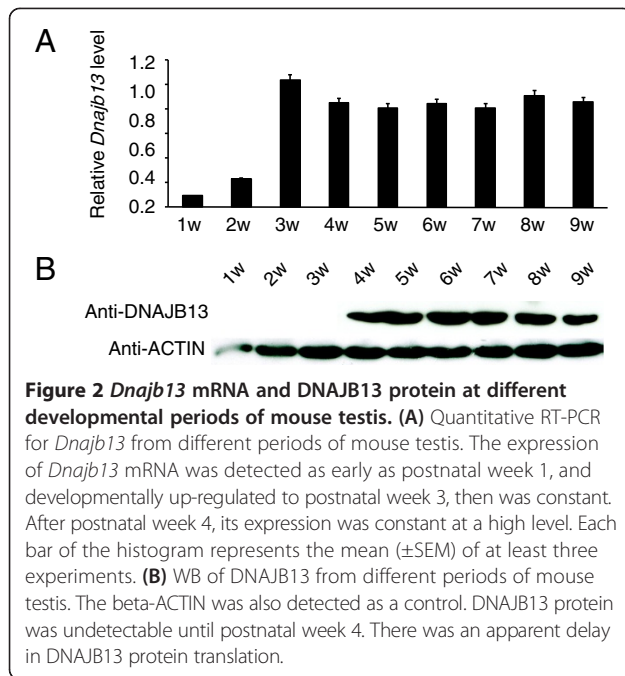 A
Relative Dnajb13 level
1.2
1.0
0.8
0.6
0.4
0.2
1w 2w 3w 4w 5w 6w 7w 8w 9w
B
1w 2w 3w 4w 5w 6w 7w 8w 9w
Anti-DNAJB13
Anti-ACTIN
Figure 2 Dnajb13 mRNA and DNAJB13 protein at different
developmental periods of mouse testis. (A) Quantitative RT-PCR
for Dnajb13 from different periods of mouse testis. The expression
of Dnajb13 mRNA was detected as early as postnatal week 1, and
developmentally up-regulated to postnatal week 3, then was constant.
After postnatal week 4, its expression was constant at a high level. Each
bar of the histogram represents the mean (±SEM) of at least three
experiments. (B) WB of DNAJB13 from different periods of mouse
testis. The beta-ACTIN was also detected as a control. DNAJB13 protein
was undetectable until postnatal week 4. There was an apparent delay
in DNAJB13 protein translation.